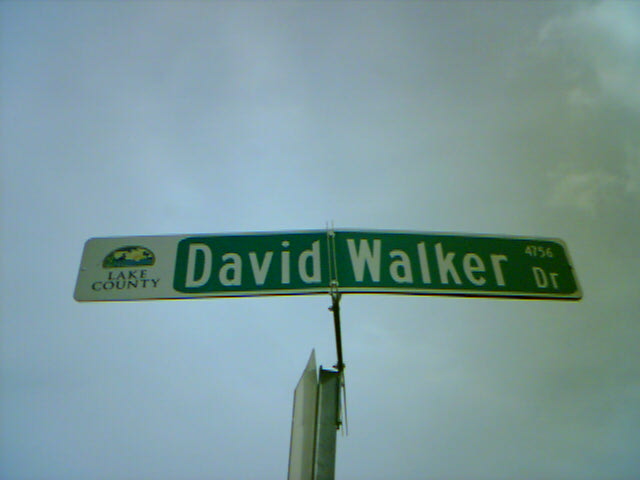 LAKE
COUNTY
David Walker Dr
4756